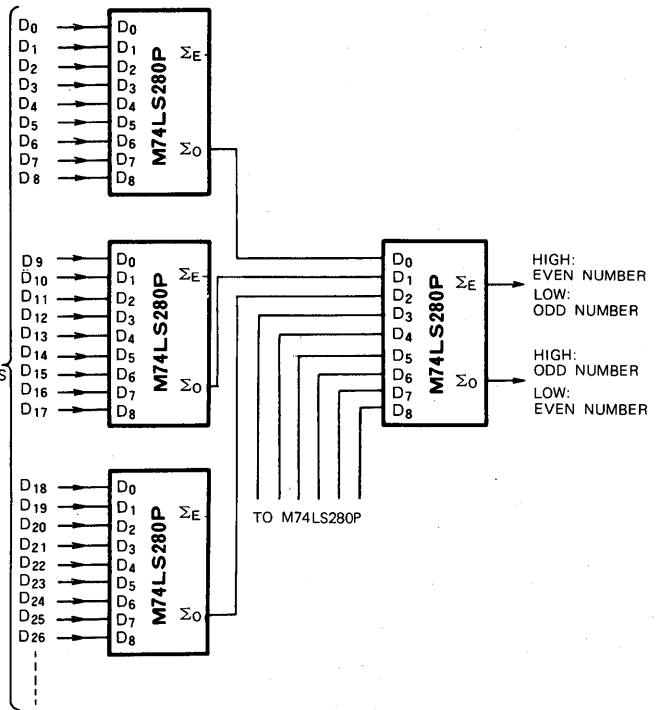 D0 D0
D1 D1
D2 D2 ΣE
D3 D3
D4 D4
D5 D5
D6 D6
D7 D7 ΣO
D8 D8
M74LS280P
D9 D0
D10 D1 ΣE
D11 D2
D12 D3
D13 D4
D14 D5
D15 D6
D16 D7 ΣO
D17 D8
M74LS280P
S
D18 D0
D19 D1
D20 D2 ΣE
D21 D3
D22 D4
D23 D5
D24 D6
D25 D7 ΣO
D26 D8
M74LS280P
D0
D1
D2 ΣE
D3
D4
D5
D6 ΣO
D7
D8
M74LS280P
TO M74LS280P
HIGH:
EVEN NUMBER
LOW:
ODD NUMBER
HIGH:
ODD NUMBER
LOW:
EVEN NUMBER